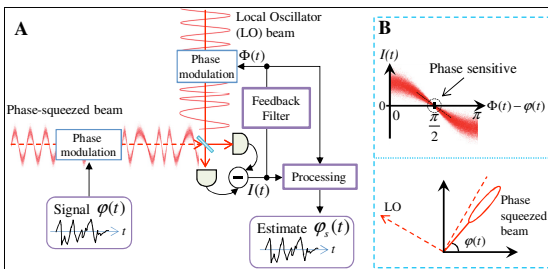 A
Local Oscillator
(LO) beam
Phase
modulation
Φ(t)
Phase-squeezed beam
Phase
modulation
Feedback
Filter
I(t)
Processing
Signal φ(t)
t
Estimate φs(t)
t
B
I(t)
Phase sensitive
0
0
π/2
π
Φ(t) − φ(t)
LO
Phase
squeezed
beam
φ(t)